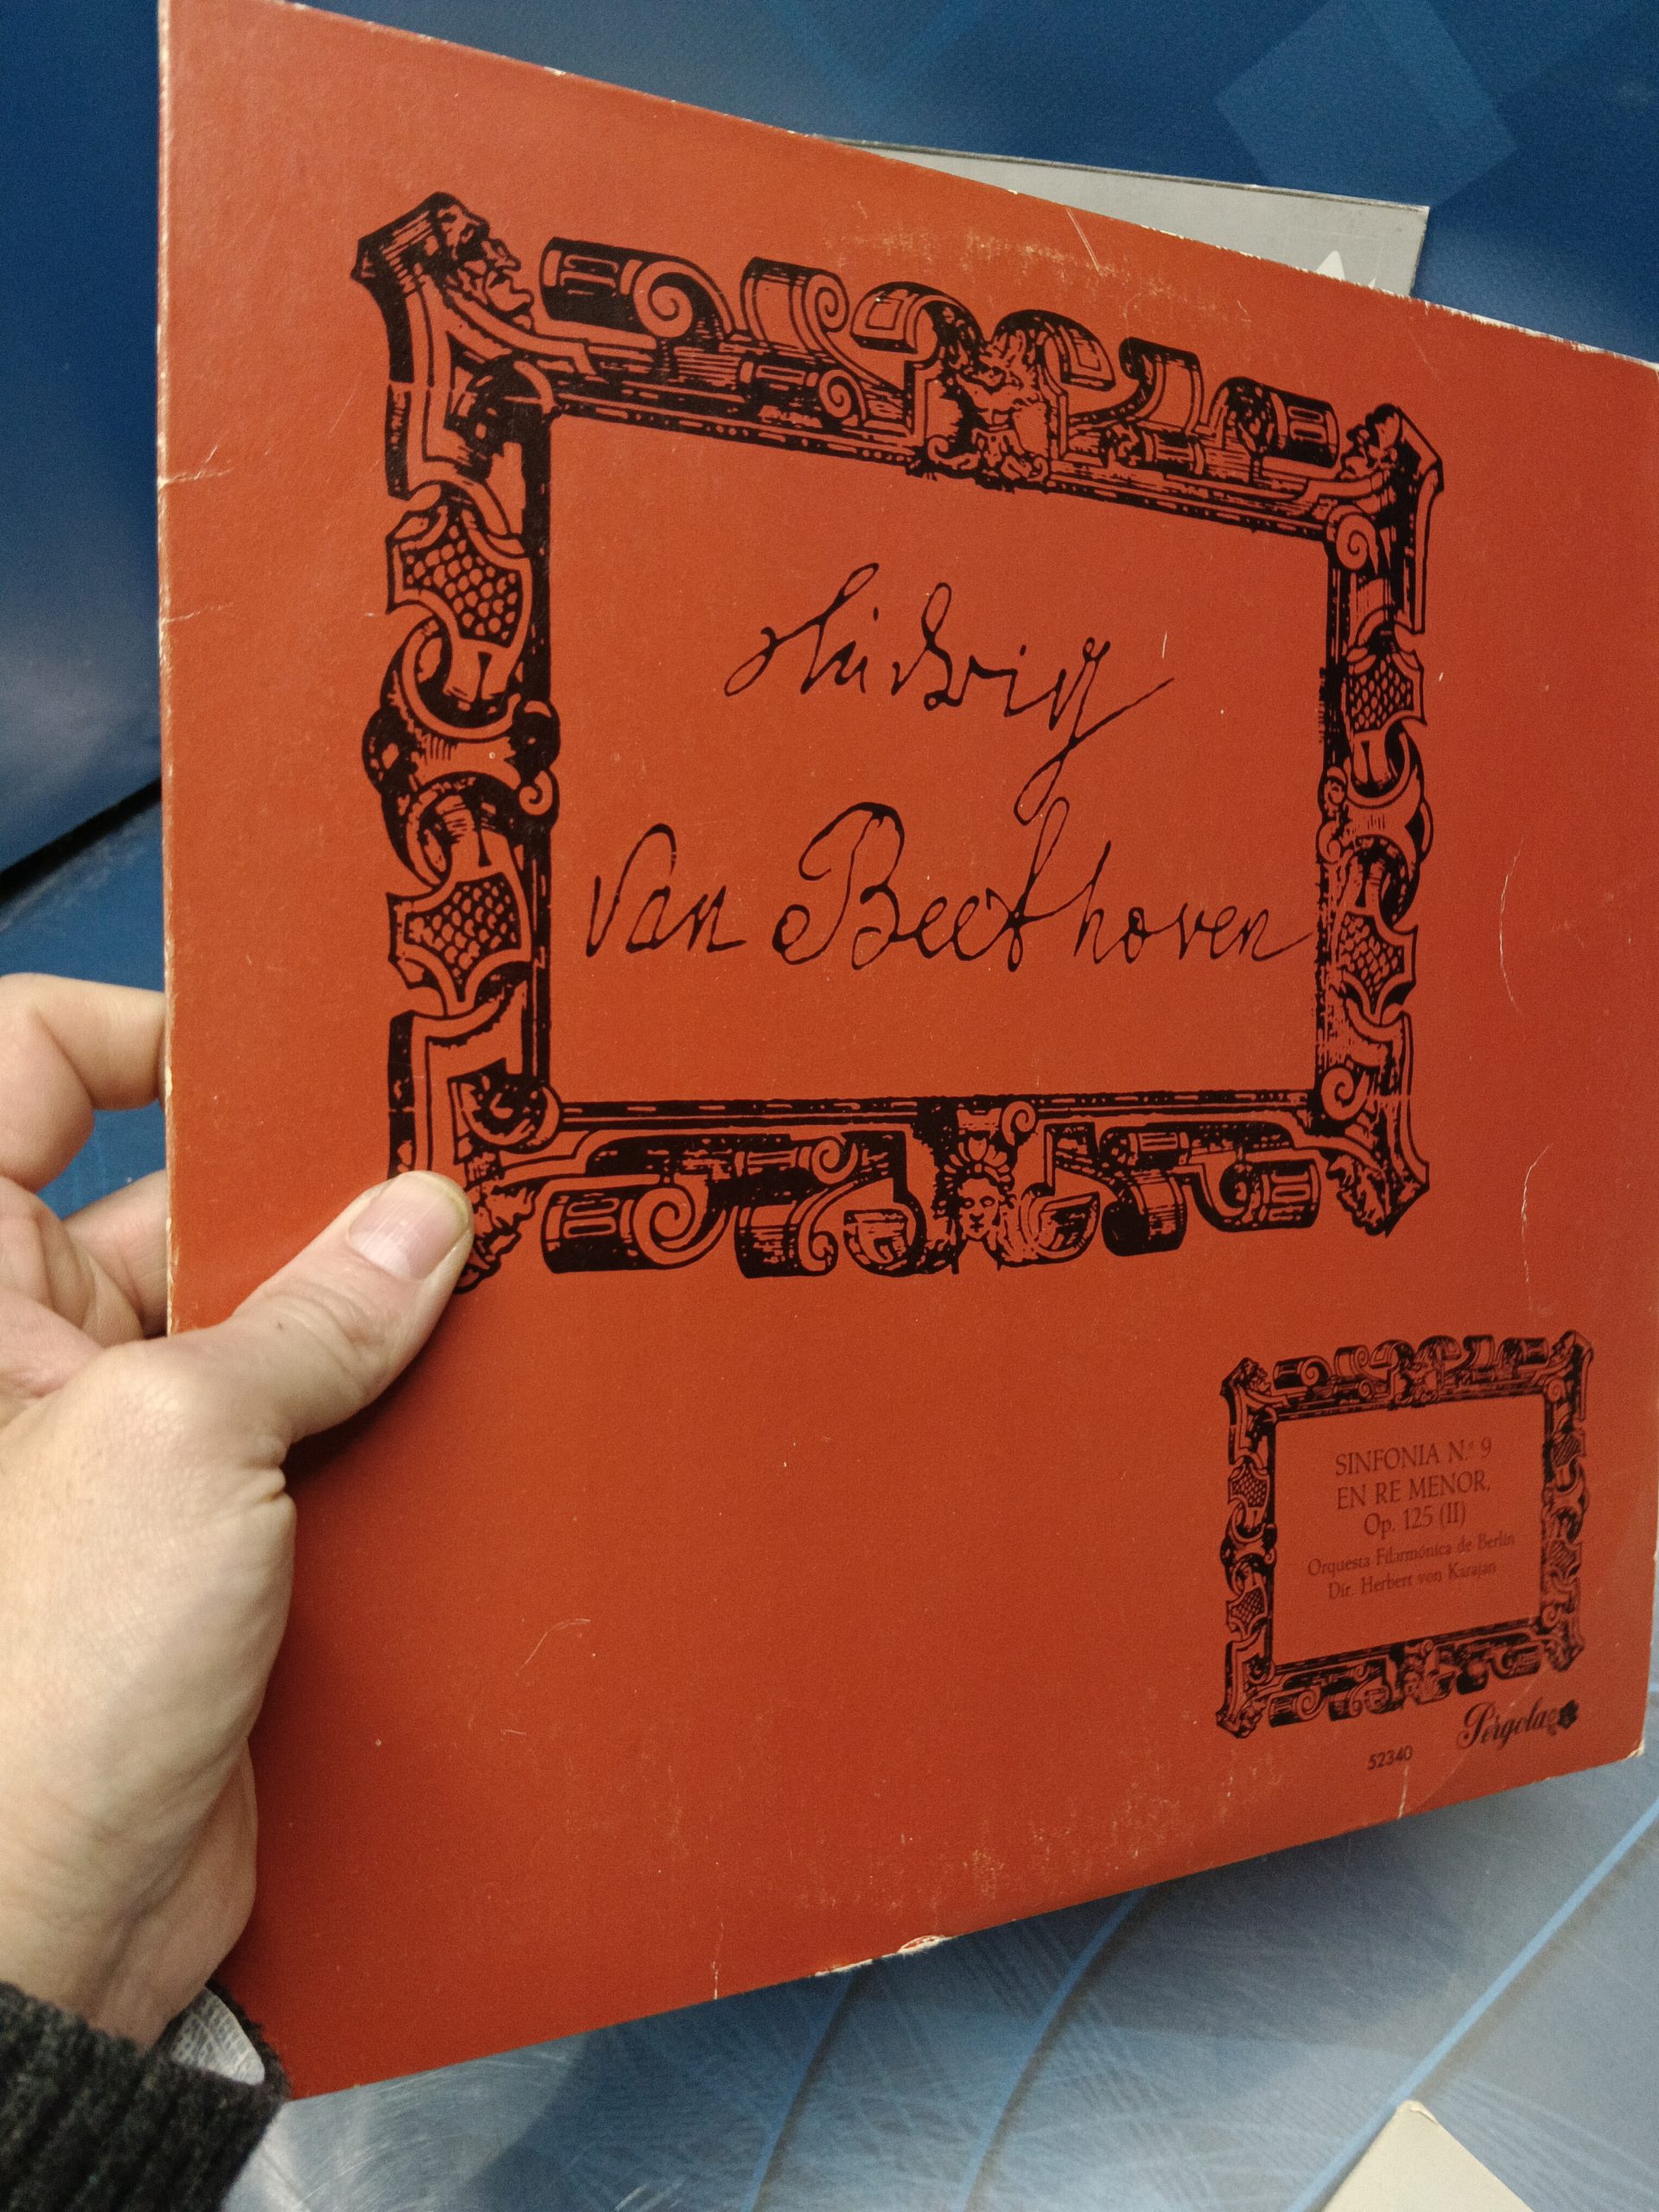 Ludwig
van Beethoven
SINFONIA N.º 9
EN RE MENOR,
Op. 125 (II)
Orquesta Filarmónica de Berlín
Dir. Herbert von Karajan
Pérgola
52340